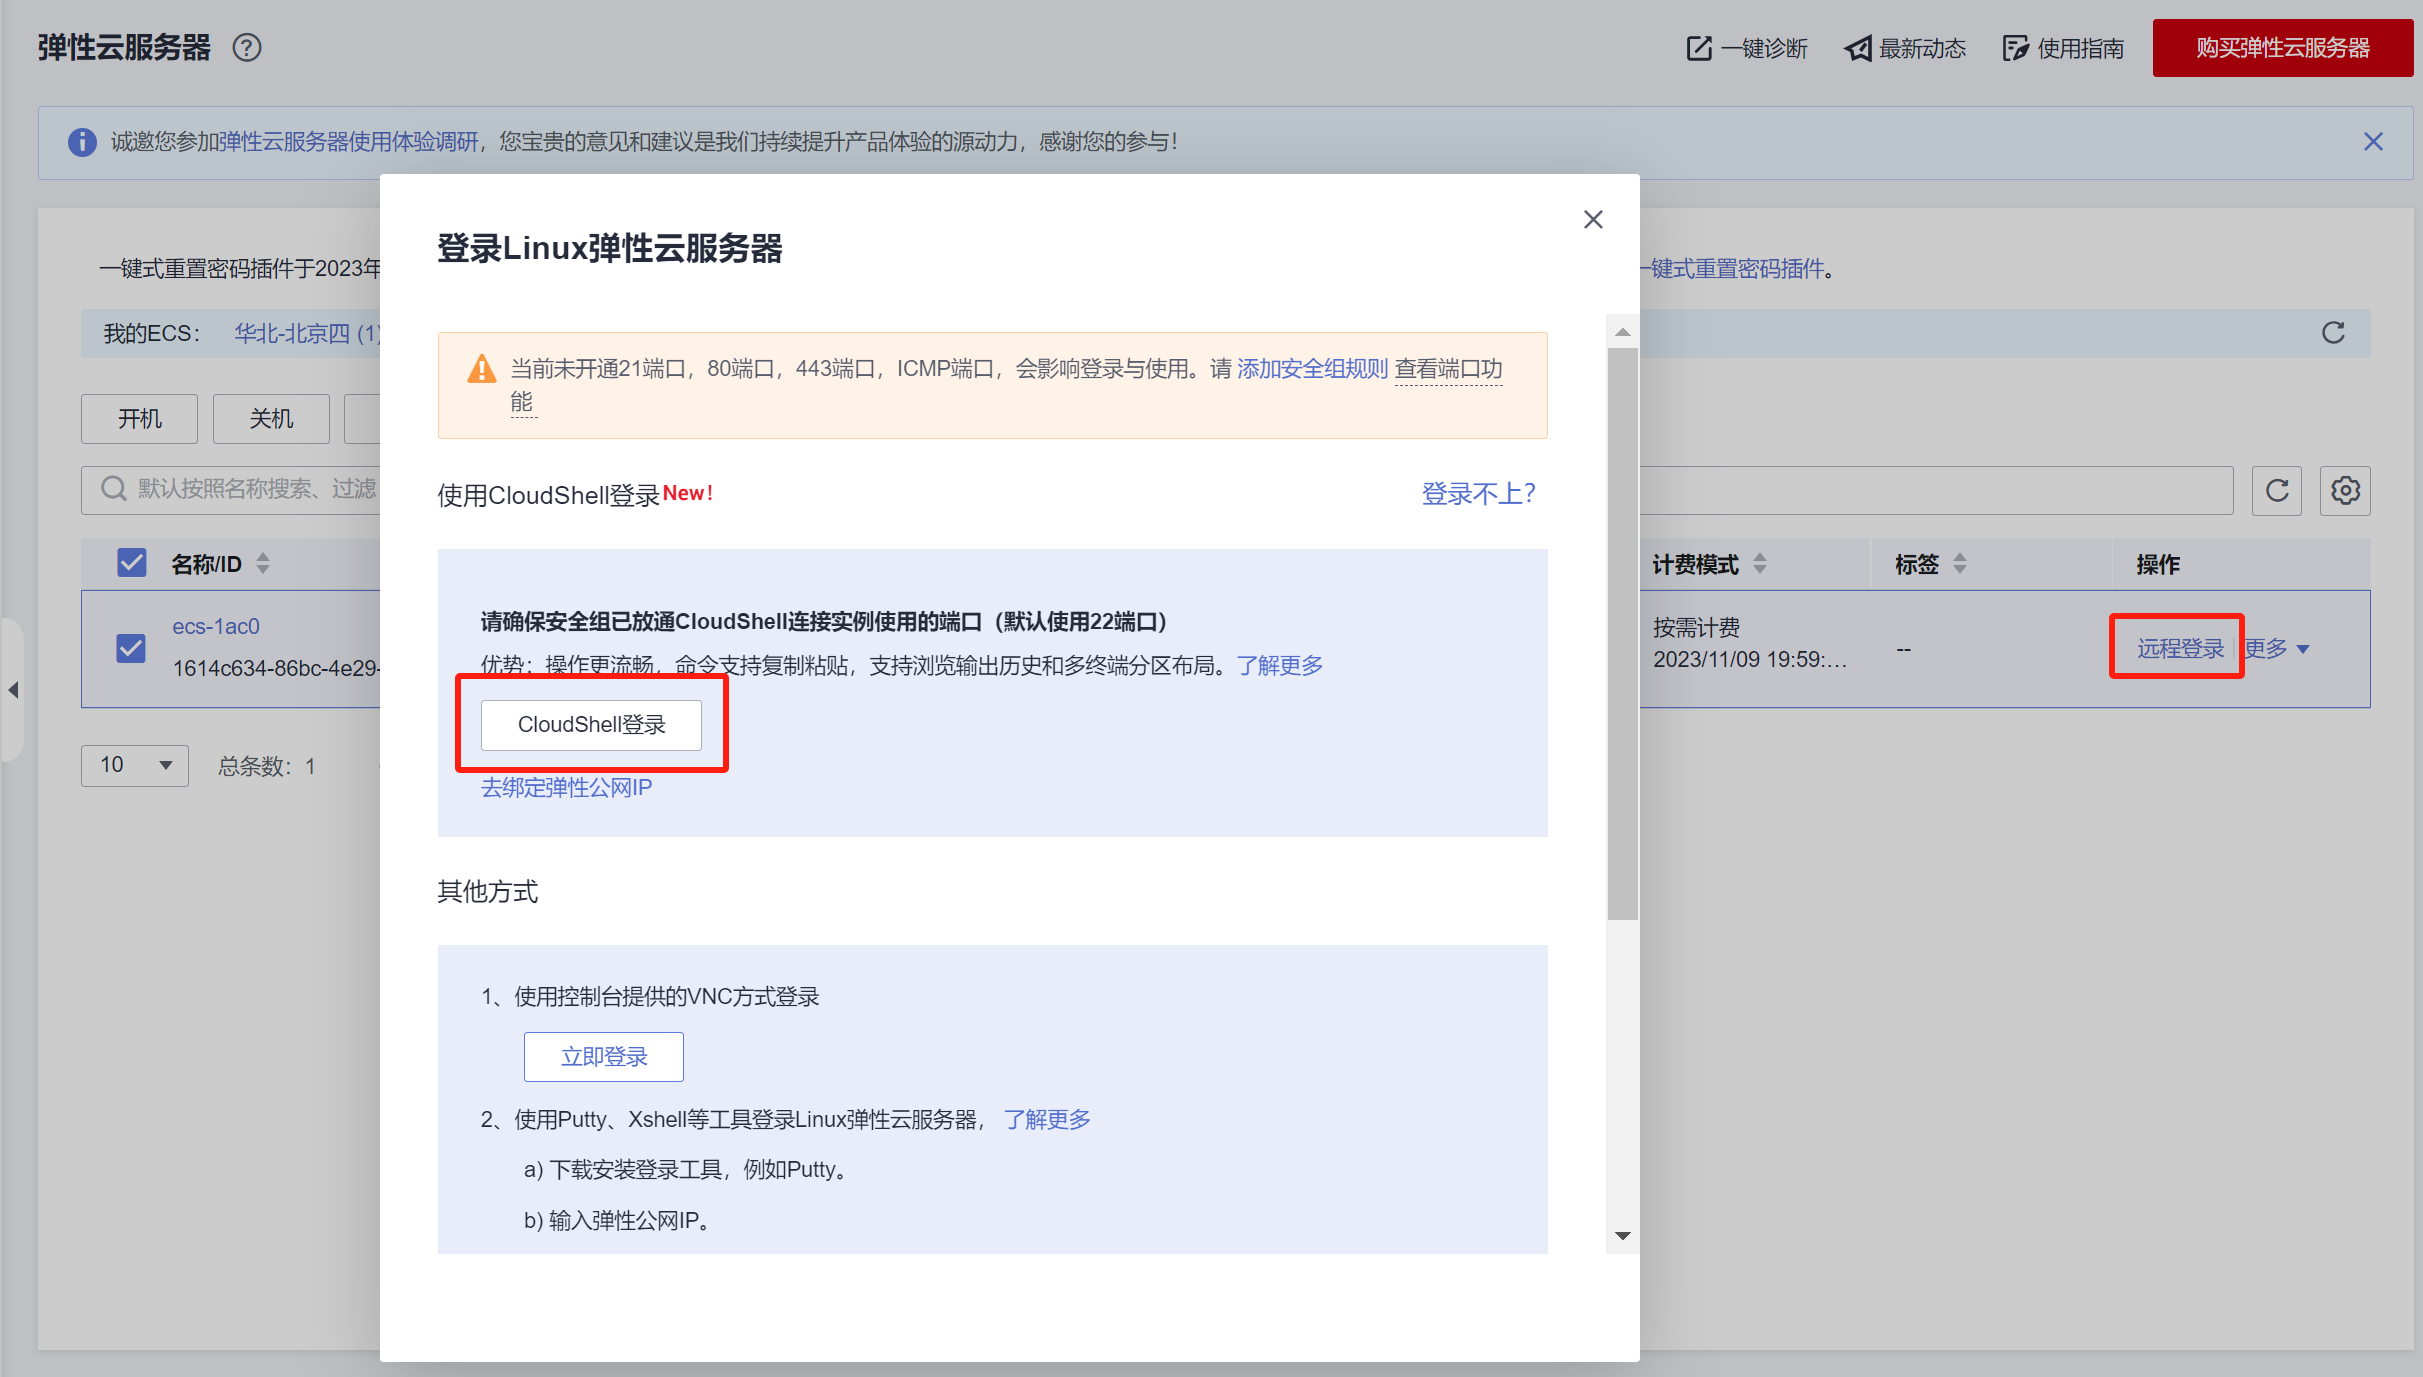 弹性云服务器
一键诊断
最新动态
使用指南
购买弹性云服务器
诚邀您参加弹性云服务器使用体验调研，您宝贵的意见和建议是我们持续提升产品体验的源动力，感谢您的参与！
登录Linux弹性云服务器
一键式重置密码插件于2023年
一键式重置密码插件。
我的ECS： 华北-北京四 (1)
当前未开通21端口，80端口，443端口，ICMP端口，会影响登录与使用。请 添加安全组规则 查看端口功
能
开机 关机
使用CloudShell登录New!
登录不上?
默认按照名称搜索、过滤
名称/ID
计费模式
标签
操作
ecs-1ac0
1614c634-86bc-4e29-
请确保安全组已放通CloudShell连接实例使用的端口（默认使用22端口）
优势：操作更流畅，命令支持复制粘贴，支持浏览输出历史和多终端分区布局。了解更多
按需计费
2023/11/09 19:59:...
--
远程登录 更多
CloudShell登录
去绑定弹性公网IP
10 总条数：1
其他方式
1、使用控制台提供的VNC方式登录
立即登录
2、使用Putty、Xshell等工具登录Linux弹性云服务器， 了解更多
a) 下载安装登录工具，例如Putty。
b) 输入弹性公网IP。